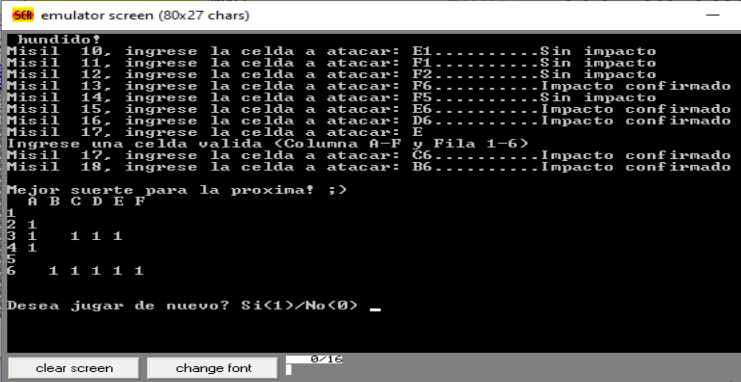 SCR emulator screen (80x27 chars)
hundido!
Misil 10, ingrese la celda a atacar: E1..........Sin impacto
Misil 11, ingrese la celda a atacar: F1..........Sin impacto
Misil 12, ingrese la celda a atacar: F2..........Sin impacto
Misil 13, ingrese la celda a atacar: F6..........Impacto confirmado
Misil 14, ingrese la celda a atacar: F5..........Sin impacto
Misil 15, ingrese la celda a atacar: E6..........Impacto confirmado
Misil 16, ingrese la celda a atacar: D6..........Impacto confirmado
Misil 17, ingrese la celda a atacar: E
Ingrese una celda valida (Columna A-F y Fila 1-6)
Misil 17, ingrese la celda a atacar: C6..........Impacto confirmado
Misil 18, ingrese la celda a atacar: B6..........Impacto confirmado
Mejor suerte para la proxima! ;)
A B C D E F
1
2 1
3 1 1 1 1
4 1
5
6 1 1 1 1 1
Desea jugar de nuevo? Si(1)/No(0) _
clear screen change font 0/16